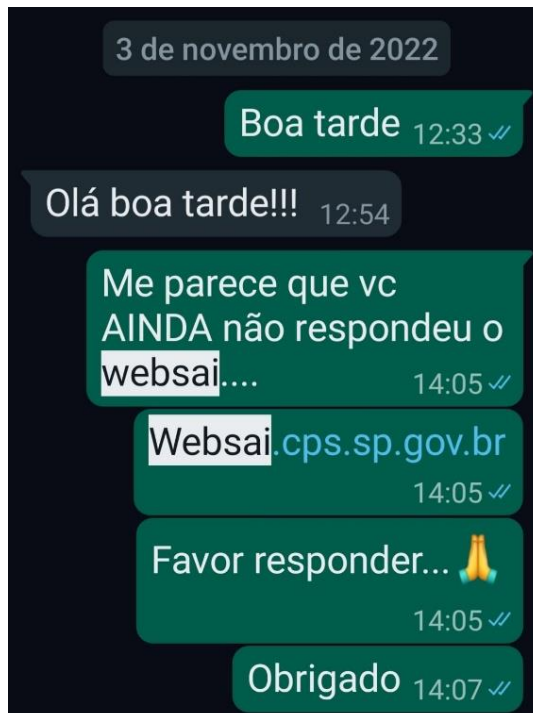 3 de novembro de 2022
Boa tarde 12:33
Olá boa tarde!!! 12:54
Me parece que vc
AINDA não respondeu o
websai.... 14:05
Websai.cps.sp.gov.br
14:05
Favor responder... 🙏
14:05
Obrigado 14:07